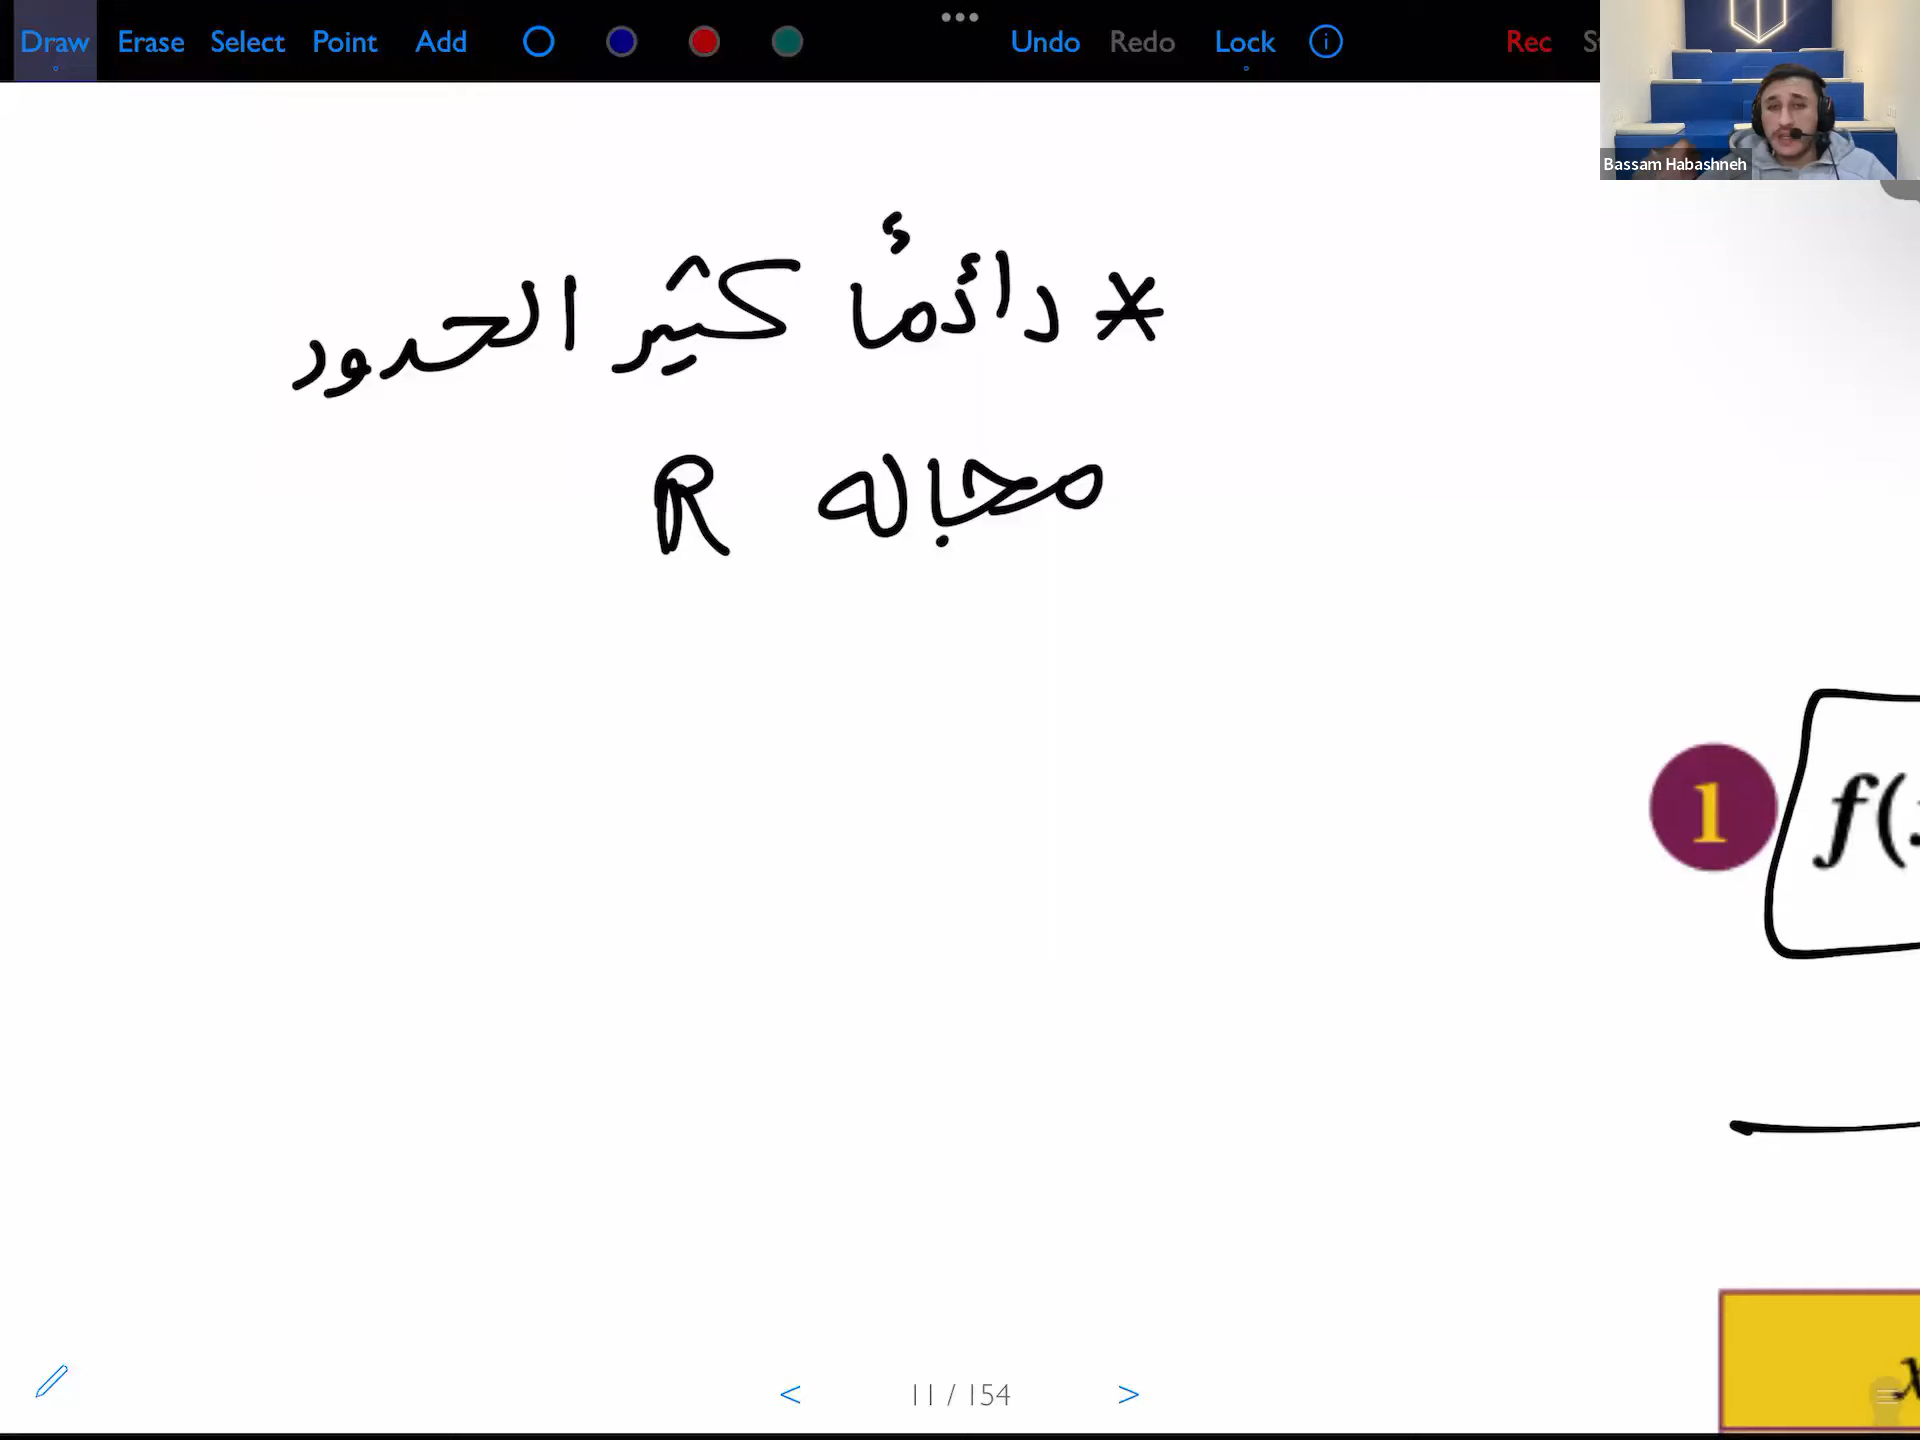 Draw Erase Select Point Add Undo Redo Lock Rec
Bassam Habashneh
* دائماً كثير الحدود
مجاله R
1 f(
x
< 11 / 154 >